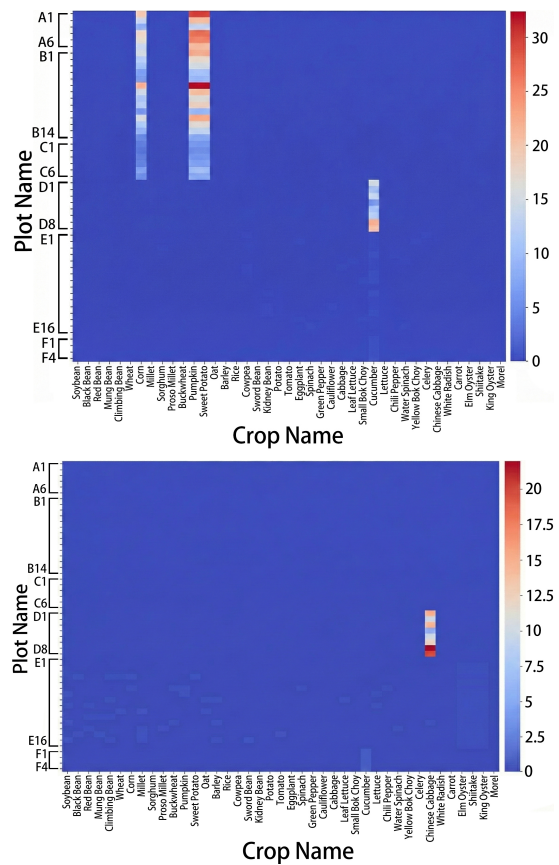 A1
A6
B1
B14
C1
C6
D1
D8
E1
E16
F1
F4
Plot Name
30
25
20
15
10
5
0
Soybean
Black Bean
Red Bean
Mung Bean
Climbing Bean
Wheat
Corn
Millet
Sorghum
Proso Millet
Buckwheat
Pumpkin
Sweet Potato
Oat
Barley
Rice
Cowpea
Sword Bean
Kidney Bean
Potato
Tomato
Eggplant
Spinach
Green Pepper
Cauliflower
Cabbage
Leaf Lettuce
Small Bok Choy
Cucumber
Lettuce
Chili Pepper
Water Spinach
Yellow Bok Choy
Celery
Chinese Cabbage
White Radish
Carrot
Elm Oyster
Shiitake
King Oyster
Morel
Crop Name
A1
A6
B1
B14
C1
C6
D1
D8
E1
E16
F1
F4
Plot Name
20.0
17.5
15.0
12.5
10.0
7.5
5.0
2.5
0
Soybean
Black Bean
Red Bean
Mung Bean
Climbing Bean
Wheat
Corn
Millet
Sorghum
Proso Millet
Buckwheat
Pumpkin
Sweet Potato
Oat
Barley
Rice
Cowpea
Sword Bean
Kidney Bean
Potato
Tomato
Eggplant
Spinach
Green Pepper
Cauliflower
Cabbage
Leaf Lettuce
Small Bok Choy
Cucumber
Lettuce
Chili Pepper
Water Spinach
Yellow Bok Choy
Celery
Chinese Cabbage
White Radish
Carrot
Elm Oyster
Shiitake
King Oyster
Morel
Crop Name